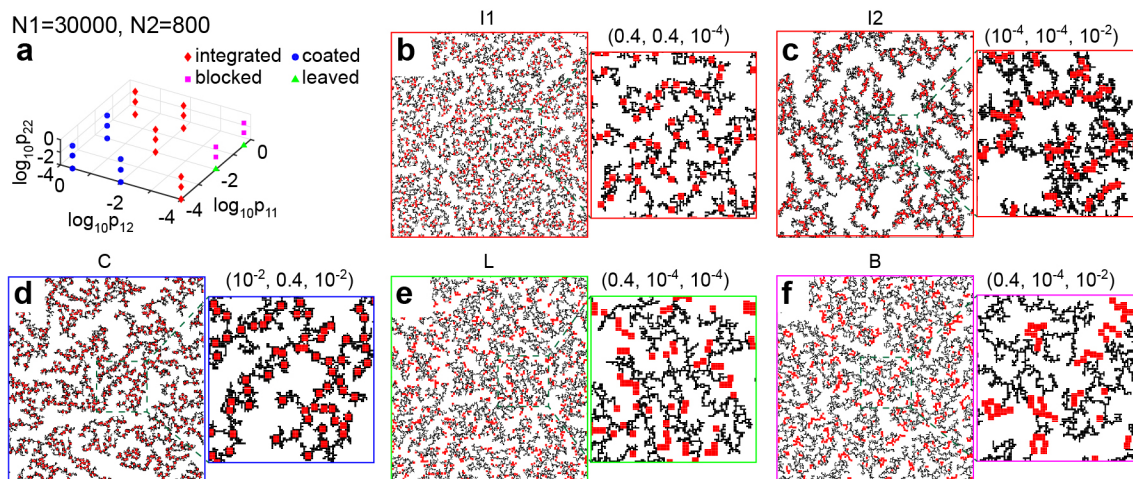 N1=30000, N2=800
a
integrated
coated
blocked
leaved
log₁₀p₂₂
0
-2
-4
0
-2
-4
log₁₀p₁₂
-4
-2
0
log₁₀p₁₁
I1
b
(0.4, 0.4, 10⁻⁴)
I2
c
(10⁻⁴, 10⁻⁴, 10⁻²)
C
d
(10⁻², 0.4, 10⁻²)
L
e
(0.4, 10⁻⁴, 10⁻⁴)
B
f
(0.4, 10⁻⁴, 10⁻²)